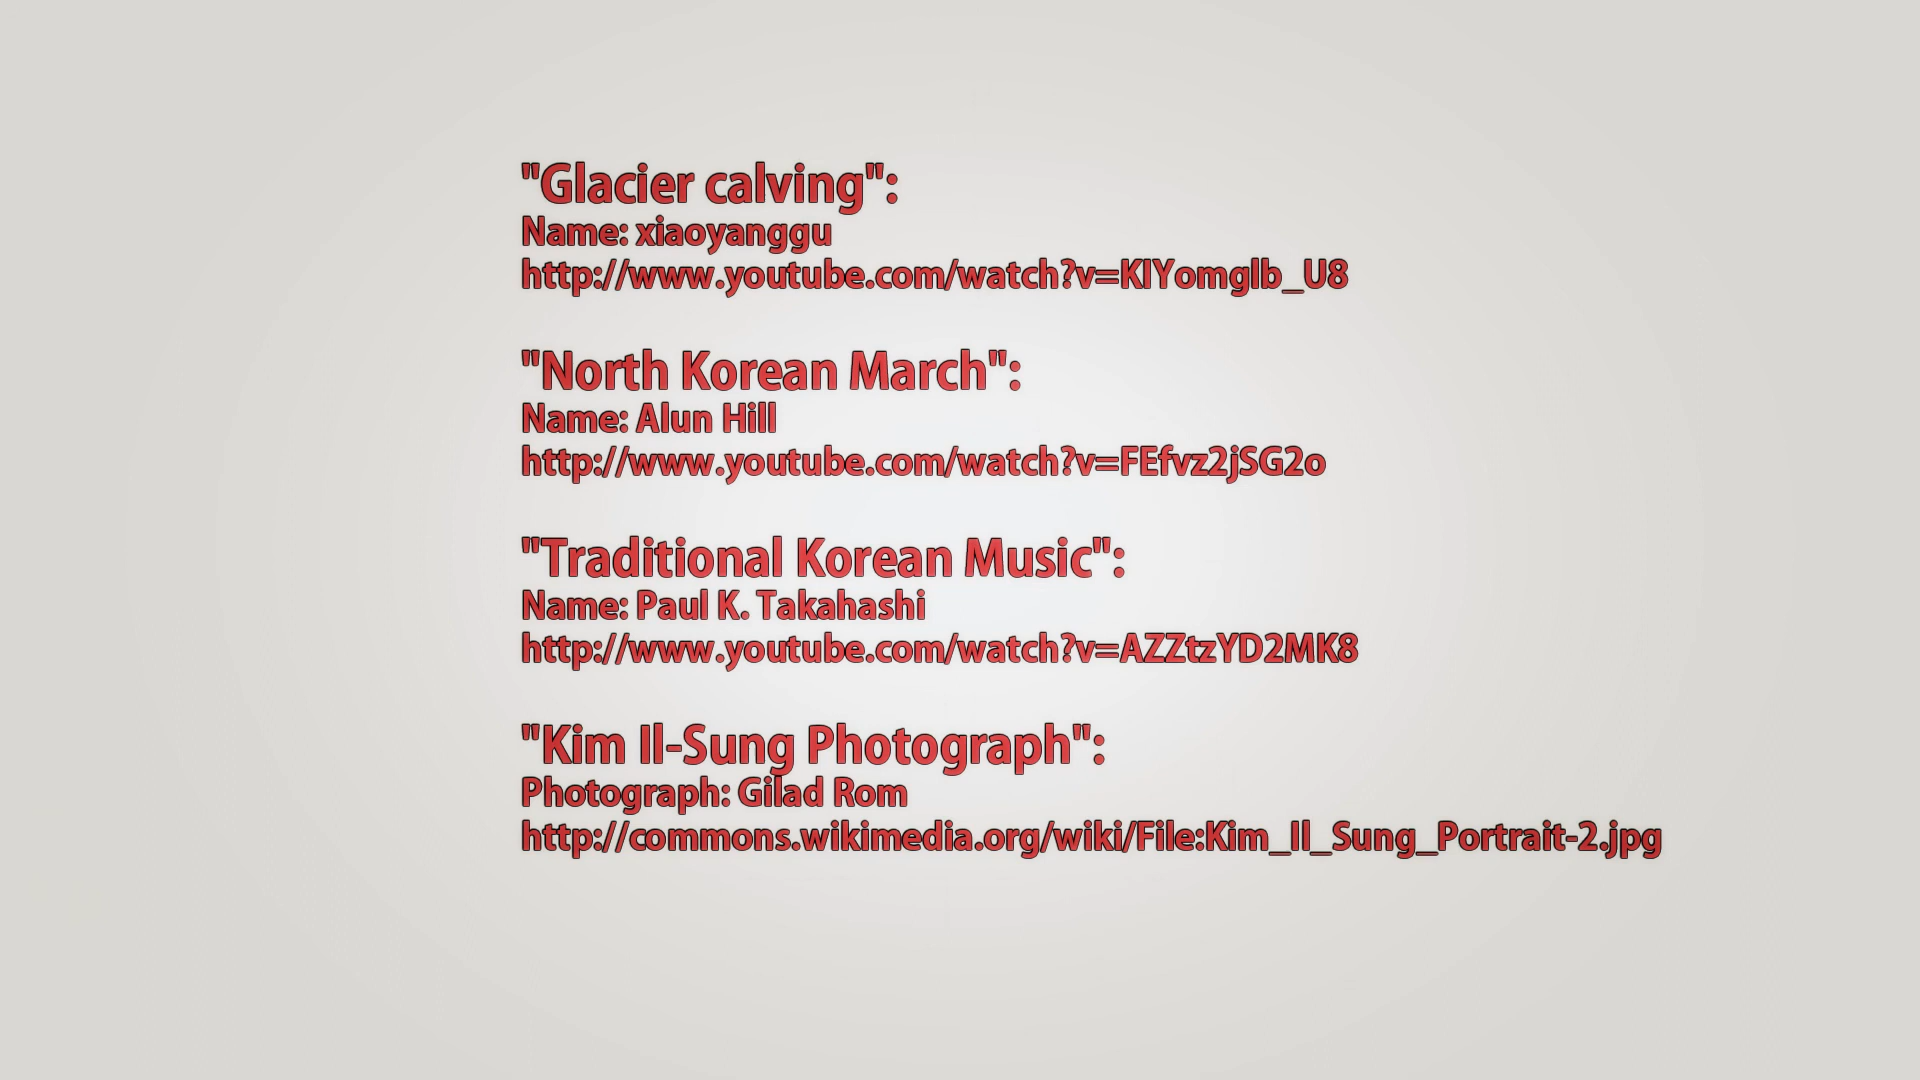 "Glacier calving":
Name: xiaoyanggu
http://www.youtube.com/watch?v=KIYomglb_U8
"North Korean March":
Name: Alun Hill
http://www.youtube.com/watch?v=FEfvz2jSG2o
"Traditional Korean Music":
Name: Paul K. Takahashi
http://www.youtube.com/watch?v=AZZtzYD2MK8
"Kim Il-Sung Photograph":
Photograph: Gilad Rom
http://commons.wikimedia.org/wiki/File:Kim_Il_Sung_Portrait-2.jpg